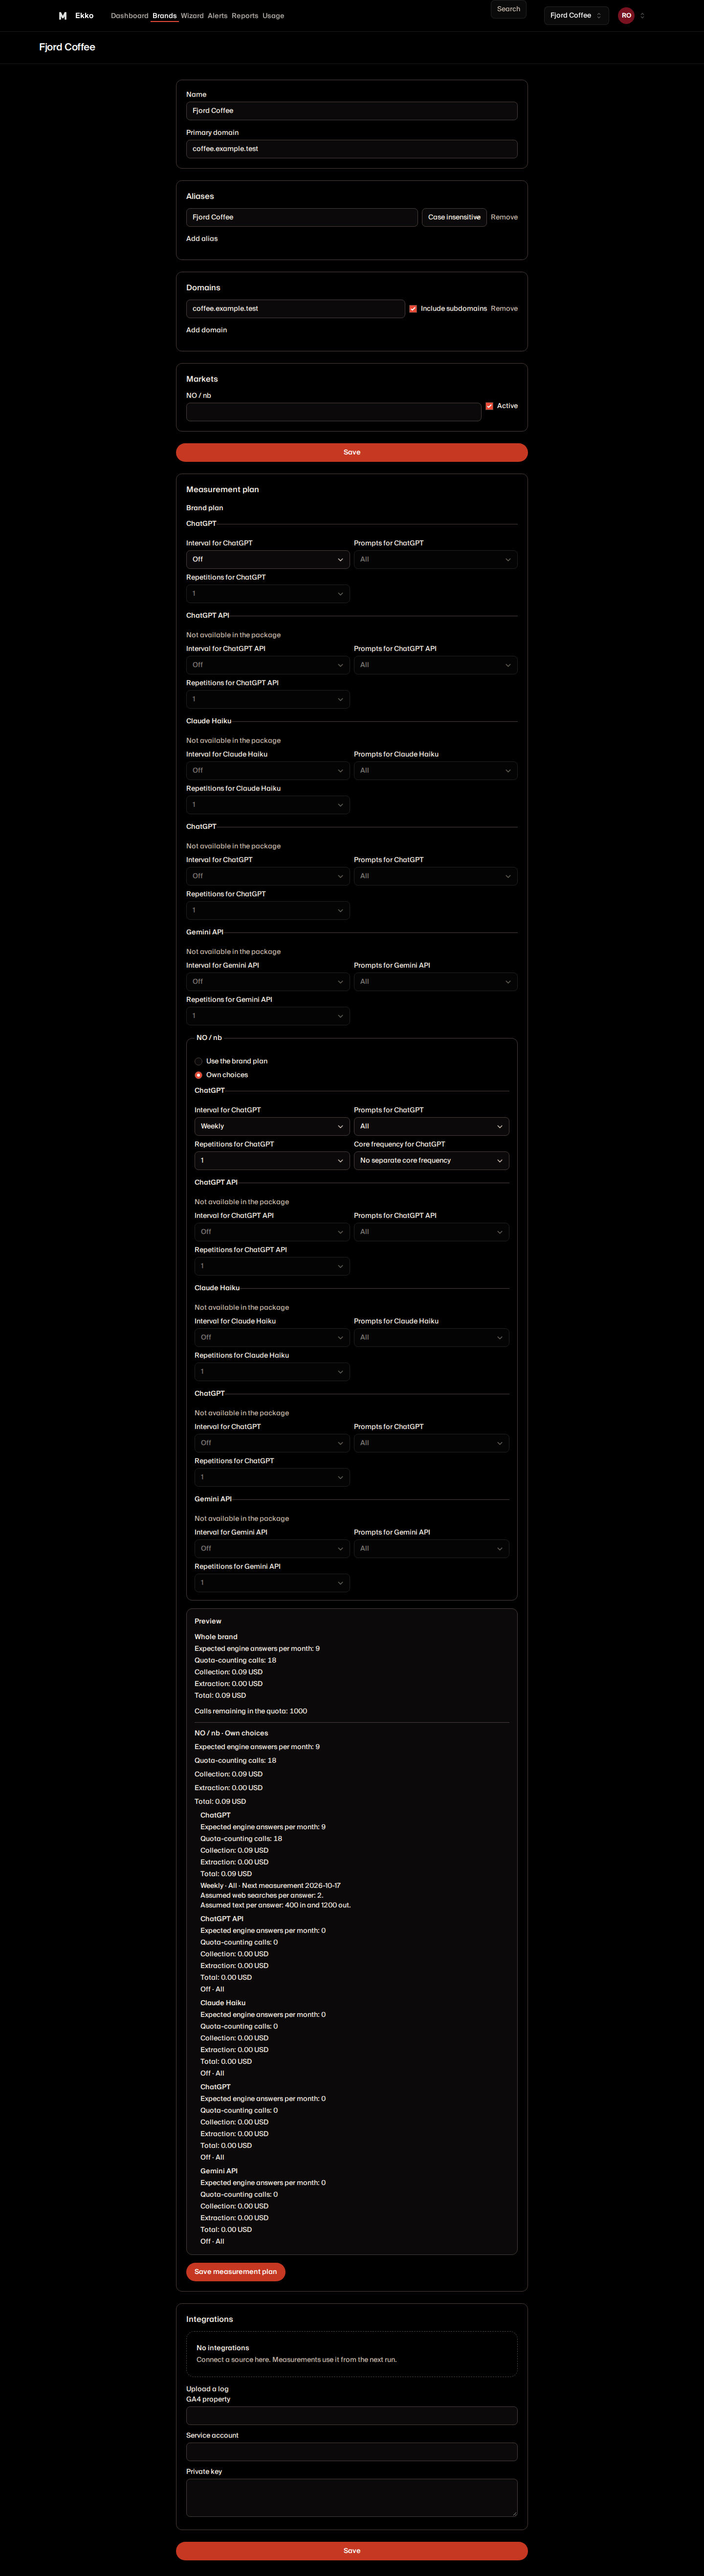 M Ekko Dashboard Brands Wizard Alerts Reports Usage Search Fjord Coffee RO
Fjord Coffee
Name
Fjord Coffee
Primary domain
coffee.example.test
Aliases
Fjord Coffee Case insensitive Remove
Add alias
Domains
coffee.example.test Include subdomains Remove
Add domain
Markets
NO / nb
Active
Save
Measurement plan
Brand plan
ChatGPT
Interval for ChatGPT Prompts for ChatGPT
Off All
Repetitions for ChatGPT
1
ChatGPT API
Not available in the package
Interval for ChatGPT API Prompts for ChatGPT API
Off All
Repetitions for ChatGPT API
1
Claude Haiku
Not available in the package
Interval for Claude Haiku Prompts for Claude Haiku
Off All
Repetitions for Claude Haiku
1
ChatGPT
Not available in the package
Interval for ChatGPT Prompts for ChatGPT
Off All
Repetitions for ChatGPT
1
Gemini API
Not available in the package
Interval for Gemini API Prompts for Gemini API
Off All
Repetitions for Gemini API
1
NO / nb
Use the brand plan
Own choices
ChatGPT
Interval for ChatGPT Prompts for ChatGPT
Weekly All
Repetitions for ChatGPT Core frequency for ChatGPT
1 No separate core frequency
ChatGPT API
Not available in the package
Interval for ChatGPT API Prompts for ChatGPT API
Off All
Repetitions for ChatGPT API
1
Claude Haiku
Not available in the package
Interval for Claude Haiku Prompts for Claude Haiku
Off All
Repetitions for Claude Haiku
1
ChatGPT
Not available in the package
Interval for ChatGPT Prompts for ChatGPT
Off All
Repetitions for ChatGPT
1
Gemini API
Not available in the package
Interval for Gemini API Prompts for Gemini API
Off All
Repetitions for Gemini API
1
Preview
Whole brand
Expected engine answers per month: 9
Quota-counting calls: 18
Collection: 0.09 USD
Extraction: 0.00 USD
Total: 0.09 USD
Calls remaining in the quota: 1000
NO / nb · Own choices
Expected engine answers per month: 9
Quota-counting calls: 18
Collection: 0.09 USD
Extraction: 0.00 USD
Total: 0.09 USD
ChatGPT
Expected engine answers per month: 9
Quota-counting calls: 18
Collection: 0.09 USD
Extraction: 0.00 USD
Total: 0.09 USD
Weekly · All · Next measurement 2026-10-17
Assumed web searches per answer: 2.
Assumed text per answer: 400 in and 1200 out.
ChatGPT API
Expected engine answers per month: 0
Quota-counting calls: 0
Collection: 0.00 USD
Extraction: 0.00 USD
Total: 0.00 USD
Off · All
Claude Haiku
Expected engine answers per month: 0
Quota-counting calls: 0
Collection: 0.00 USD
Extraction: 0.00 USD
Total: 0.00 USD
Off · All
ChatGPT
Expected engine answers per month: 0
Quota-counting calls: 0
Collection: 0.00 USD
Extraction: 0.00 USD
Total: 0.00 USD
Off · All
Gemini API
Expected engine answers per month: 0
Quota-counting calls: 0
Collection: 0.00 USD
Extraction: 0.00 USD
Total: 0.00 USD
Off · All
Save measurement plan
Integrations
No integrations
Connect a source here. Measurements use it from the next run.
Upload a log
GA4 property
Service account
Private key
Save